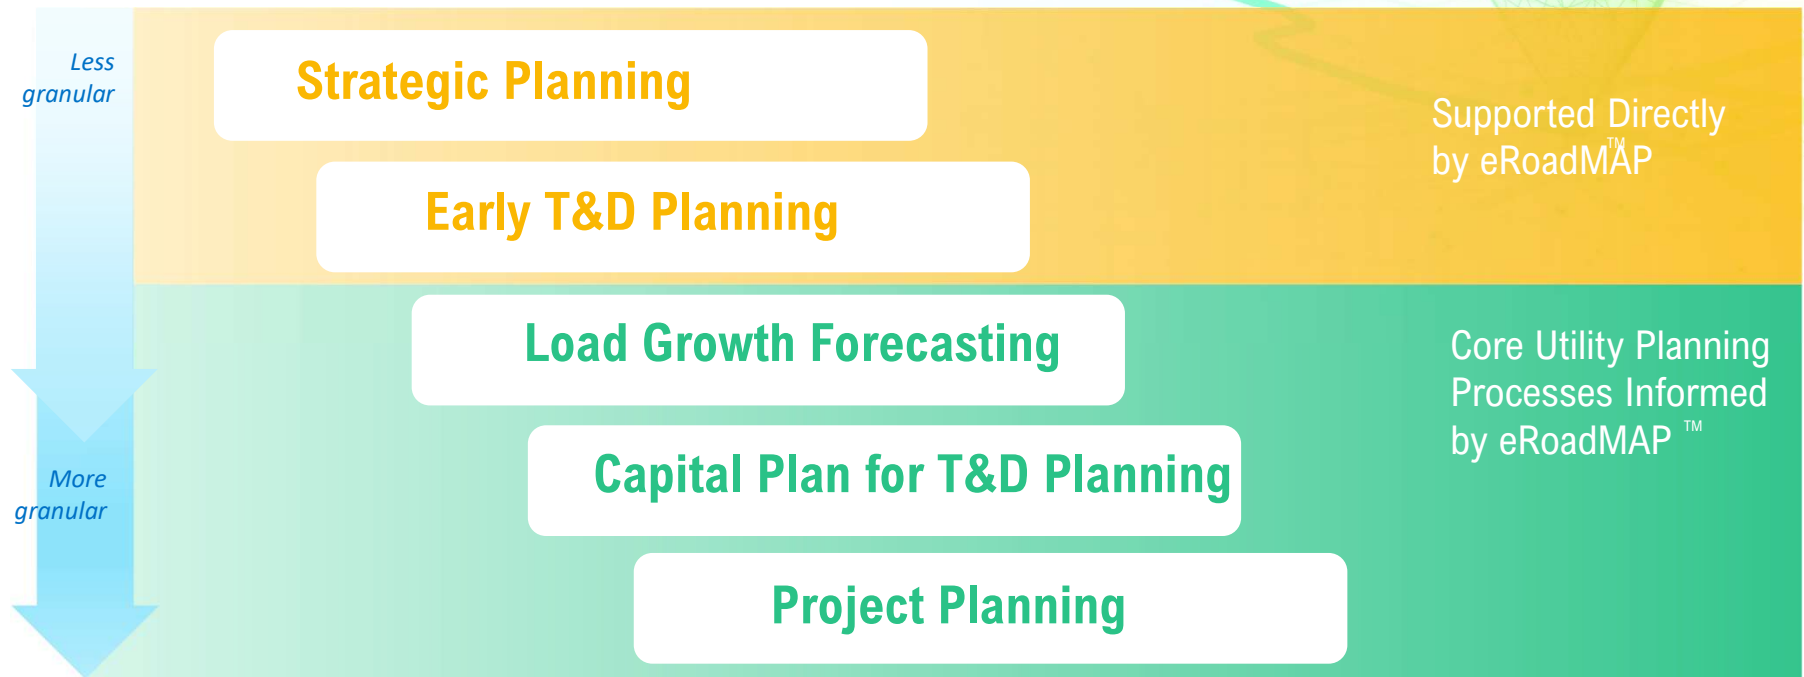 Less
granular
Strategic Planning
Early T&D Planning
Supported Directly
by eRoadMAP™
Load Growth Forecasting
Capital Plan for T&D Planning
Project Planning
Core Utility Planning
Processes Informed
by eRoadMAP ™
More
granular